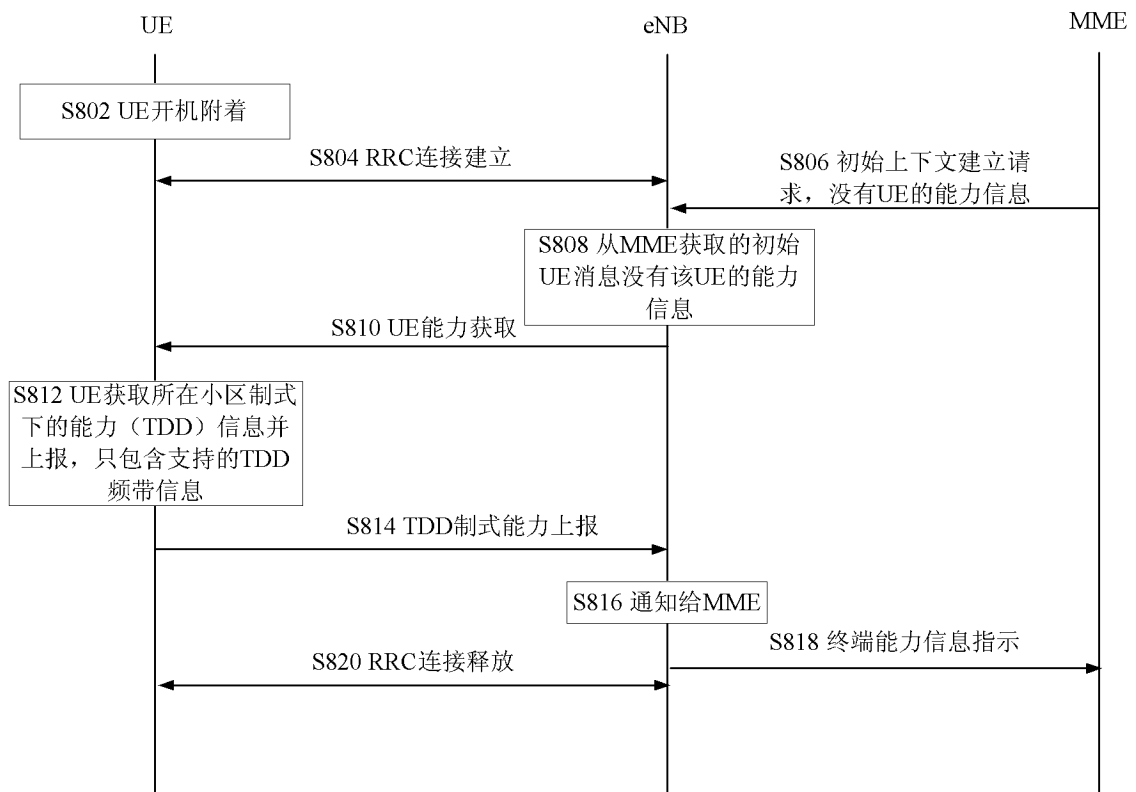 UE
eNB
MME
S802 UE开机附着
S804 RRC连接建立
S806 初始上下文建立请
求，没有UE的能力信息
S808 从MME获取的初始
UE消息没有该UE的能力
信息
S810 UE能力获取
S812 UE获取所在小区制式
下的能力（TDD）信息并
上报，只包含支持的TDD
频带信息
S814 TDD制式能力上报
S816 通知给MME
S818 终端能力信息指示
S820 RRC连接释放